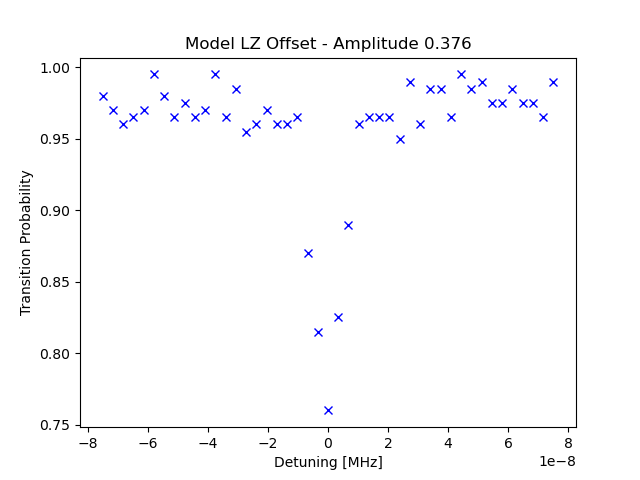 Model LZ Offset - Amplitude 0.376
Transition Probability
1.00
0.95
0.90
0.85
0.80
0.75
−8 −6 −4 −2 0 2 4 6 8
1e−8
Detuning [MHz]